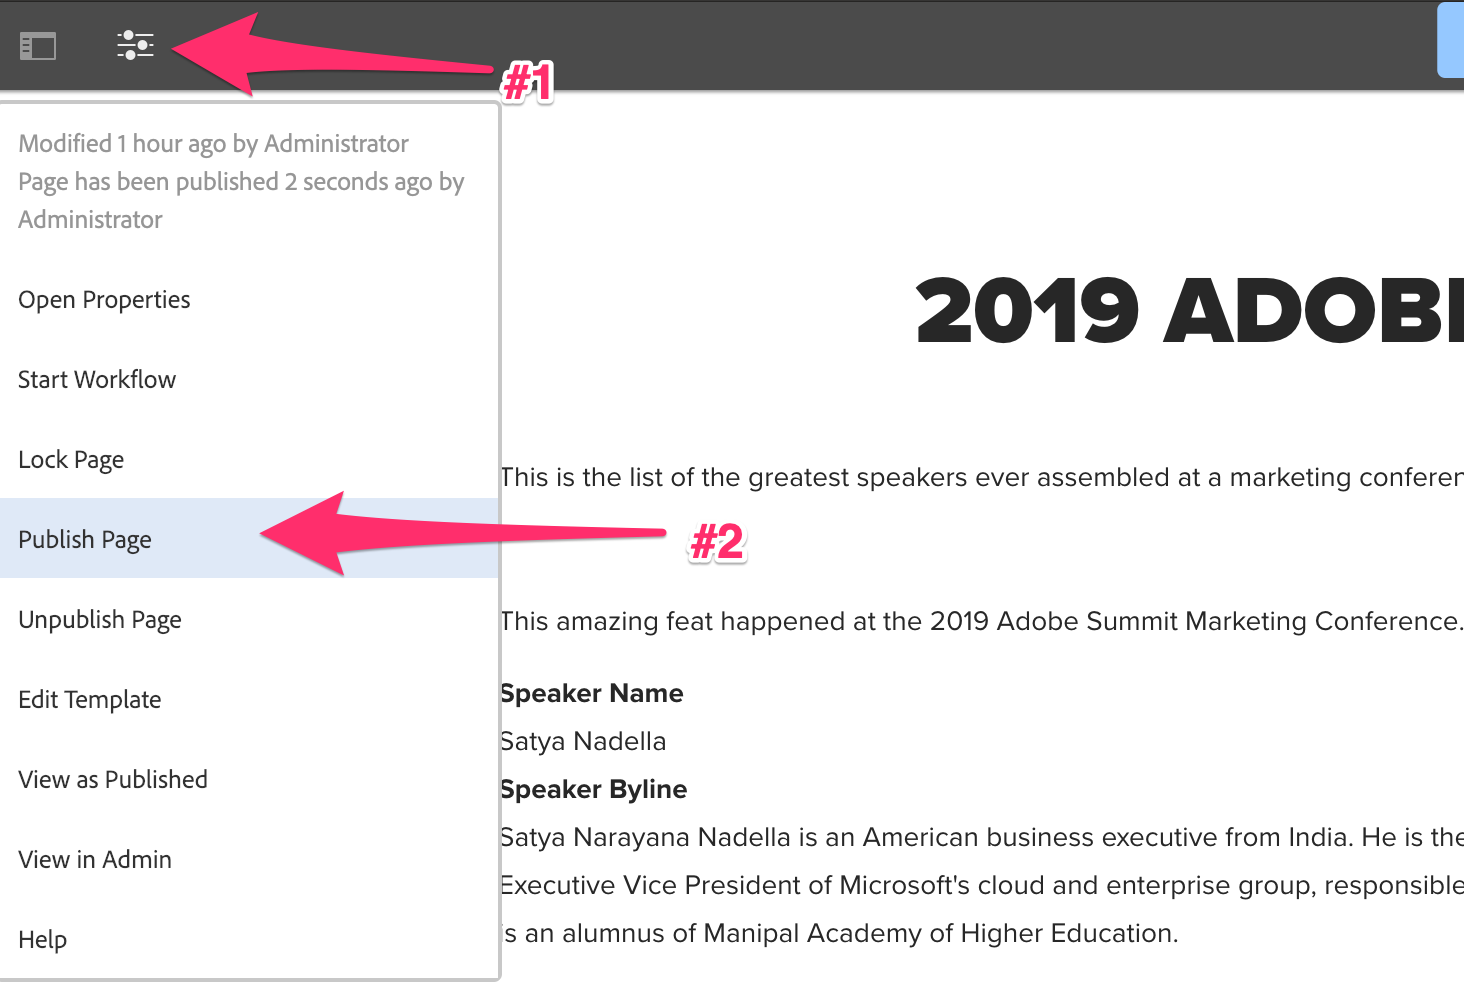 #1
Modified 1 hour ago by Administrator
Page has been published 2 seconds ago by
Administrator
Open Properties
Start Workflow
Lock Page
Publish Page
#2
Unpublish Page
Edit Template
View as Published
View in Admin
Help
2019 ADOB
This is the list of the greatest speakers ever assembled at a marketing conferen
This amazing feat happened at the 2019 Adobe Summit Marketing Conference.
Speaker Name
Satya Nadella
Speaker Byline
Satya Narayana Nadella is an American business executive from India. He is the
Executive Vice President of Microsoft's cloud and enterprise group, responsible
is an alumnus of Manipal Academy of Higher Education.